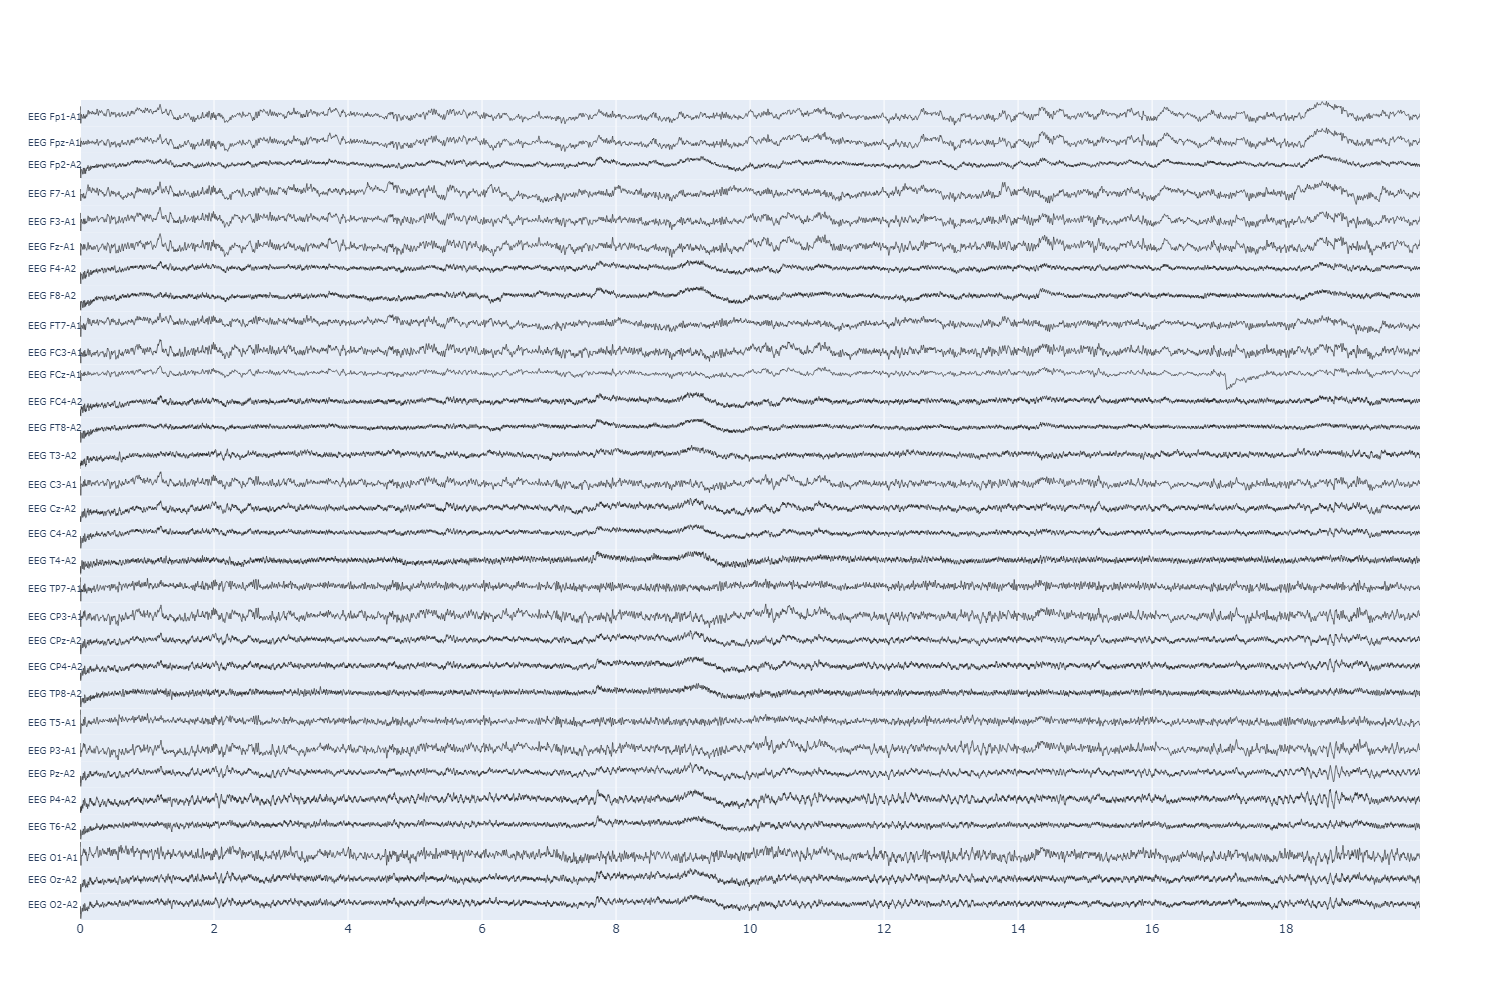 EEG Fp1-A1
EEG Fpz-A1
EEG Fp2-A2
EEG F7-A1
EEG F3-A1
EEG Fz-A1
EEG F4-A2
EEG F8-A2
EEG FT7-A1
EEG FC3-A1
EEG FCz-A1
EEG FC4-A2
EEG FT8-A2
EEG T3-A2
EEG C3-A1
EEG Cz-A2
EEG C4-A2
EEG T4-A2
EEG TP7-A1
EEG CP3-A1
EEG CPz-A2
EEG CP4-A2
EEG TP8-A2
EEG T5-A1
EEG P3-A1
EEG Pz-A2
EEG P4-A2
EEG T6-A2
EEG O1-A1
EEG Oz-A2
EEG O2-A2
0 2 4 6 8 10 12 14 16 18